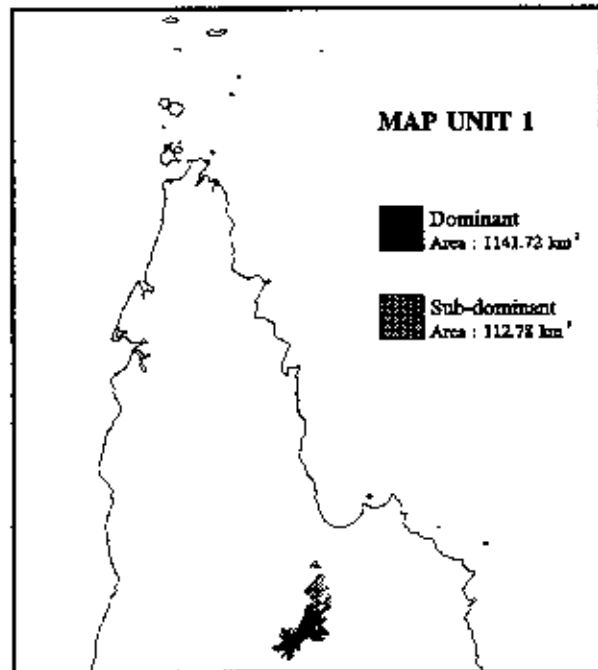 MAP UNIT 1
Dominant
Area : 1141.72 km²
Sub-dominant
Area : 112.78 km²